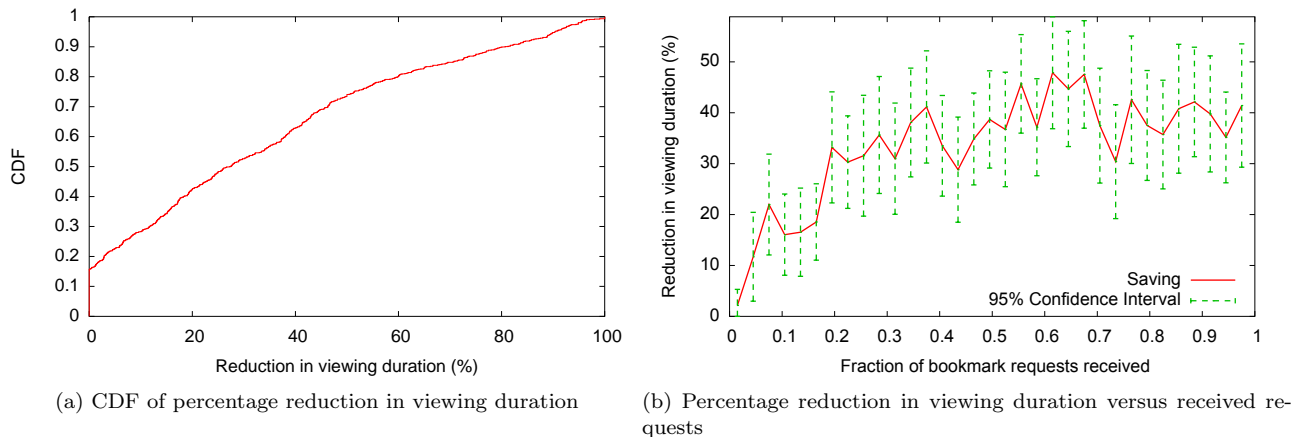 1
0.9
0.8
0.7
0.6
0.5
0.4
0.3
0.2
0.1
0
CDF
0 20 40 60 80 100
Reduction in viewing duration (%)
(a) CDF of percentage reduction in viewing duration
50
40
30
20
10
0
Reduction in viewing duration (%)
Saving
95% Confidence Interval
0 0.1 0.2 0.3 0.4 0.5 0.6 0.7 0.8 0.9 1
Fraction of bookmark requests received
(b) Percentage reduction in viewing duration versus received re-
quests